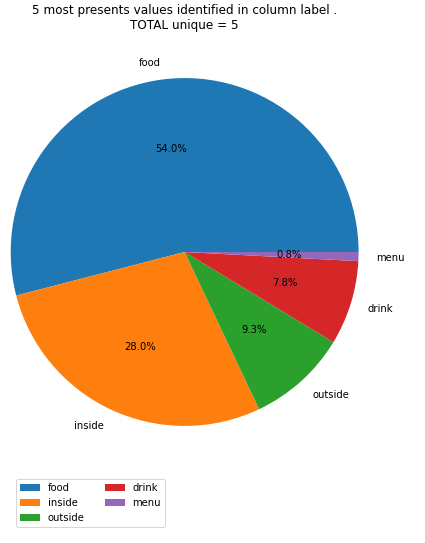 5 most presents values identified in column label .
TOTAL unique = 5
food
54.0%
0.8%
menu
7.8%
drink
9.3%
28.0%
outside
inside
food
inside
outside
drink
menu